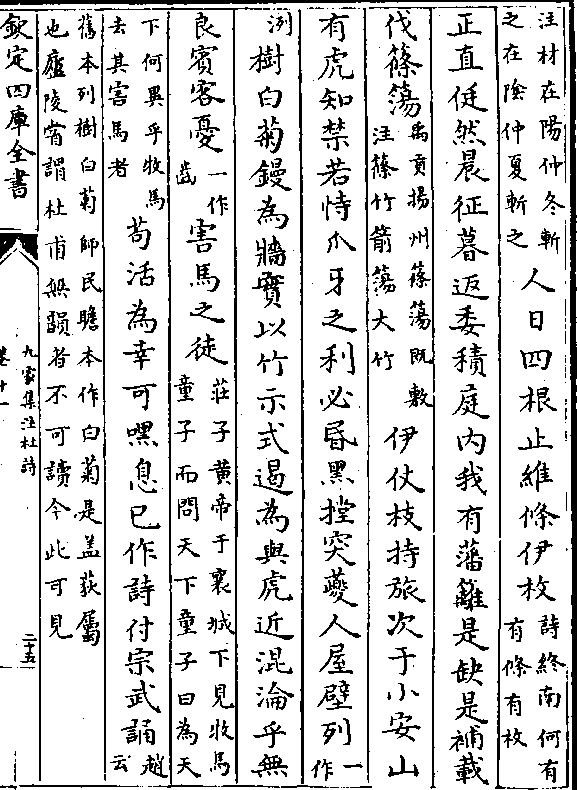 注材在陽仲冬斬
之在陰仲夏斬之
人日四根止維條伊枚
詩終南何有
有條有枚
正直侹然晨征暮返委積庭内我有藩籬是缺是補載
伐篠簜
禹貢揚州篠簜既敷
注篠竹箭簜大竹
伊仗枝持旅次于小安山
有虎知禁若恃爪牙之利必昏黑摚突夔人屋壁列
一
作
洌
樹白菊鏝為牆實以竹示式遏為與虎近混淪乎無
良賓客憂
一作
齒
害馬之徒
莊子黄帝于襄城下見牧馬
童子而問天下童子曰為天
下何異乎牧馬
去其害馬者
苟活為幸可嘿息已作詩付宗武誦
趙
云
舊本列樹白菊師民瞻本作白萄是盖荻屬
也廬陵嘗謂杜甫無韻者不可讀今此可見
欽定四庫全書
九家集注杜詩
卷十一
二十五